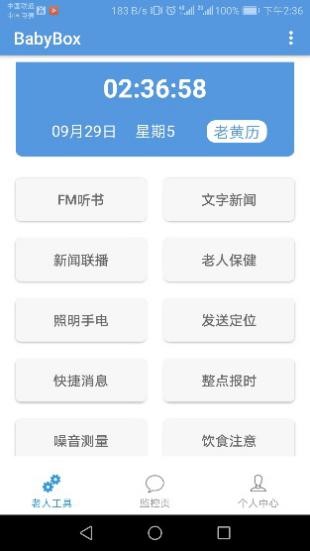 中国联通 183 B/s 100% 下午2:36
BabyBox
02:36:58
09月29日 星期5 老黄历
FM听书 文字新闻
新闻联播 老人保健
照明手电 发送定位
快捷消息 整点报时
噪音测量 饮食注意
老人工具 监控页 个人中心